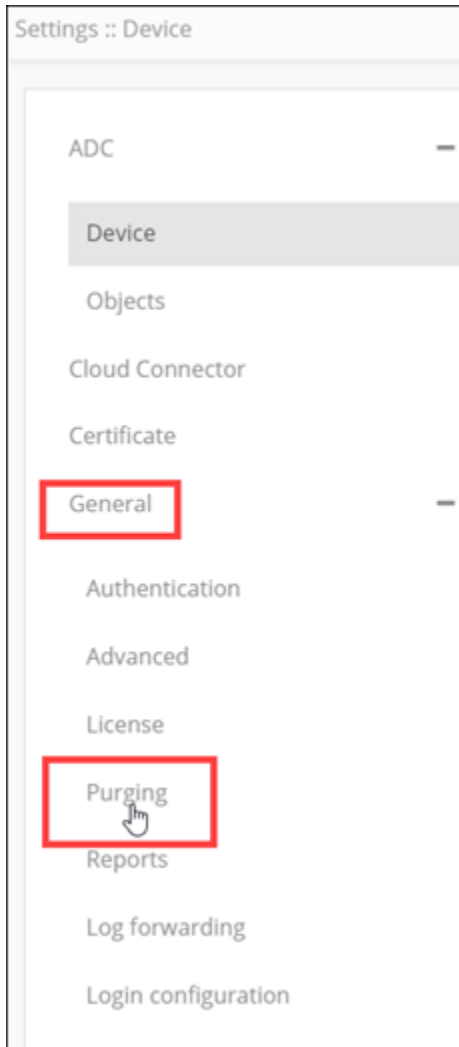 Settings :: Device
ADC
Device
Objects
Cloud Connector
Certificate
General
Authentication
Advanced
License
Purging
Reports
Log forwarding
Login configuration